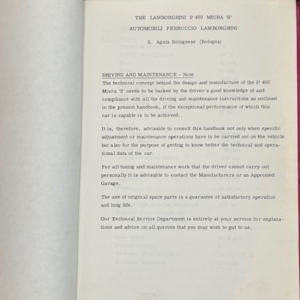 THE LAMBORGHINI P 400 MIURA 'S'
AUTOMOBILI FERRUCCIO LAMBORGHINI
S. Agata Bolognese (Bologna)
DRIVING AND MAINTENANCE - Note
The technical concept behind the design and manufacture of the P 400
Miura 'S' needs to be backed by the driver's good knowledge of and
compliance with all the driving and maintenance instructions as outlined
in the present handbook, if the exceptional performance of which this
car is capable is to be achieved.
It is, therefore, advisable to consult this handbook not only when specific
adjustment or maintenance operations have to be carried out on the vehicle
but also for the purpose of getting to know better the technical and opera-
tional data of the car.
For all tuning and maintenance work that the driver cannot carry out
personally it is advisable to contact the Manufacturers or an Appointed
Garage.
The use of original spare parts is a guarantee of satisfactory operation
and long life.
Our Technical Service Department is entirely at your service for explana-
tions and advice on all queries that you may wish to put to us.